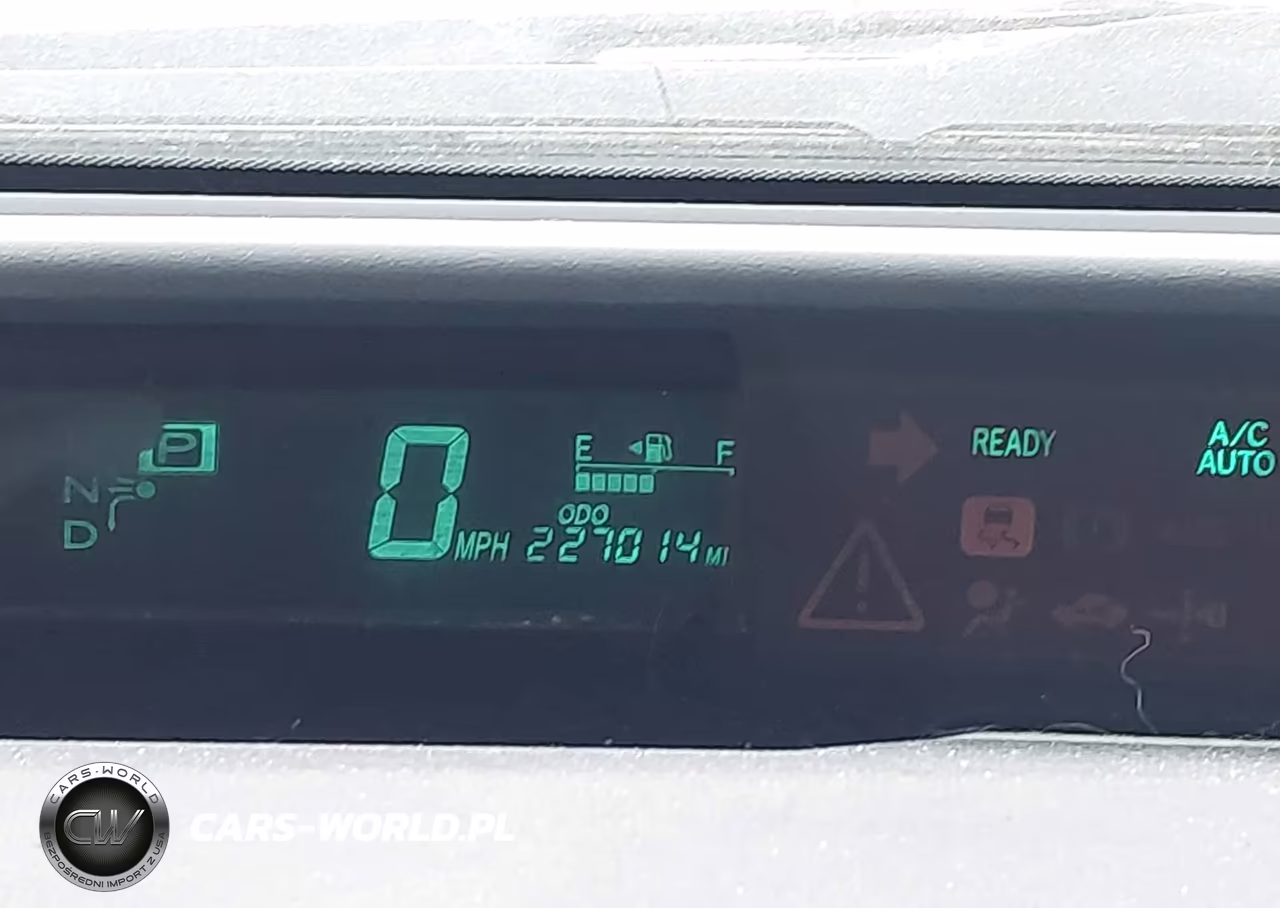 P
N
D
0 MPH
E F
ODO
227014 MI
READY
A/C
AUTO
CARS-WORLD
CW
BEZPOŚREDNI IMPORT Z USA
CARS-WORLD.PL